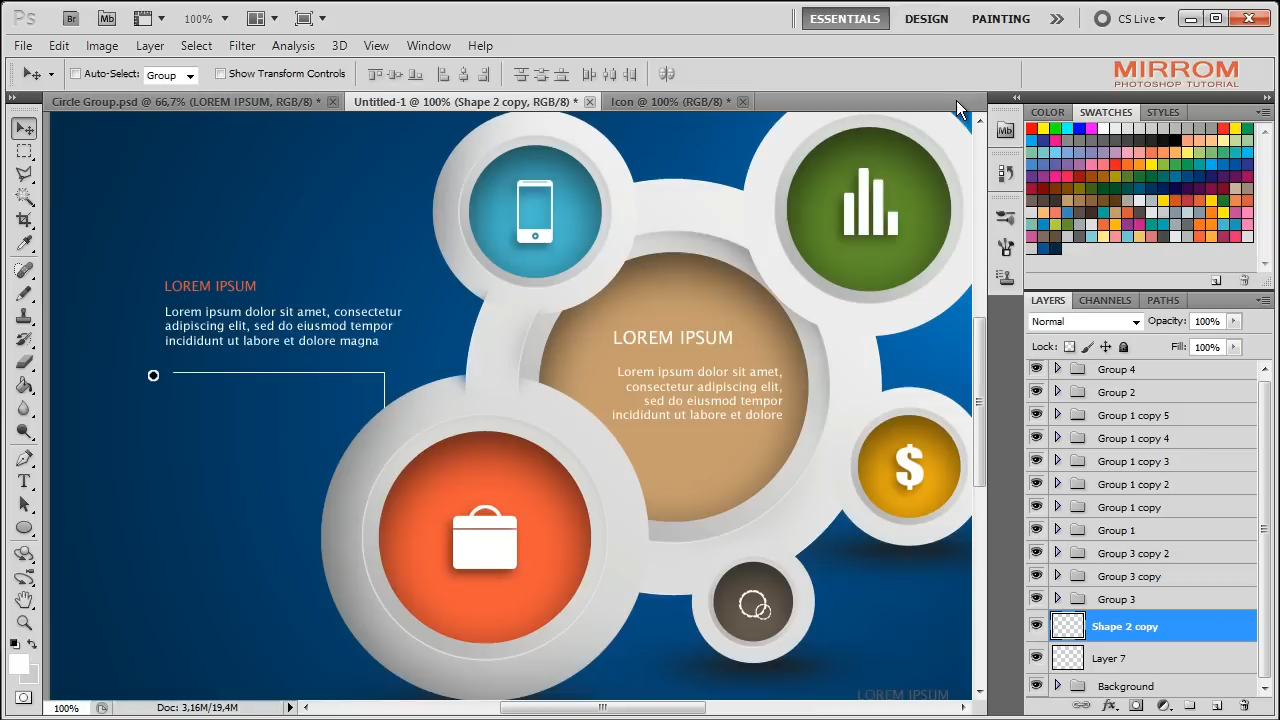 Ps
Br
Mb
100%
ESSENTIALS
DESIGN
PAINTING
CS Live
File
Edit
Image
Layer
Select
Filter
Analysis
3D
View
Window
Help
Auto-Select:
Group
Show Transform Controls
MIRROM
PHOTOSHOP TUTORIAL
Circle Group.psd @ 66,7% (LOREM IPSUM, RGB/8) *
Untitled-1 @ 100% (Shape 2 copy, RGB/8) *
Icon @ 100% (RGB/8) *
COLOR
SWATCHES
STYLES
Mb
LOREM IPSUM
Lorem ipsum dolor sit amet, consectetur
adipiscing elit, sed do eiusmod tempor
incididunt ut labore et dolore magna
LOREM IPSUM
Lorem ipsum dolor sit amet,
consectetur adipiscing elit,
sed do eiusmod tempor
incididunt ut labore et dolore
$
LOREM IPSUM
LAYERS
CHANNELS
PATHS
Normal
Opacity:
100%
Lock:
Fill:
100%
Group 4
Group 2
Group 1 copy 5
Group 1 copy 4
Group 1 copy 3
Group 1 copy 2
Group 1 copy
Group 1
Group 3 copy 2
Group 3 copy
Group 3
Shape 2 copy
Layer 7
Background
100%
Doc: 3,16M/19,4M